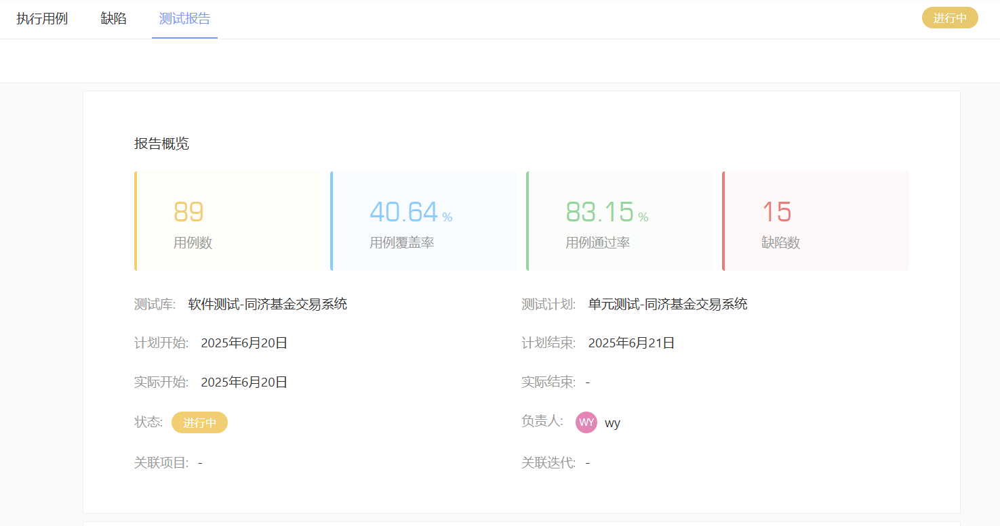 执行用例 缺陷 测试报告 进行中
报告概览
89 40.64 % 83.15 % 15
用例数 用例覆盖率 用例通过率 缺陷数
测试库: 软件测试-同济基金交易系统 测试计划: 单元测试-同济基金交易系统
计划开始: 2025年6月20日 计划结束: 2025年6月21日
实际开始: 2025年6月20日 实际结束: -
状态: 进行中 负责人: WY wy
关联项目: - 关联迭代: -